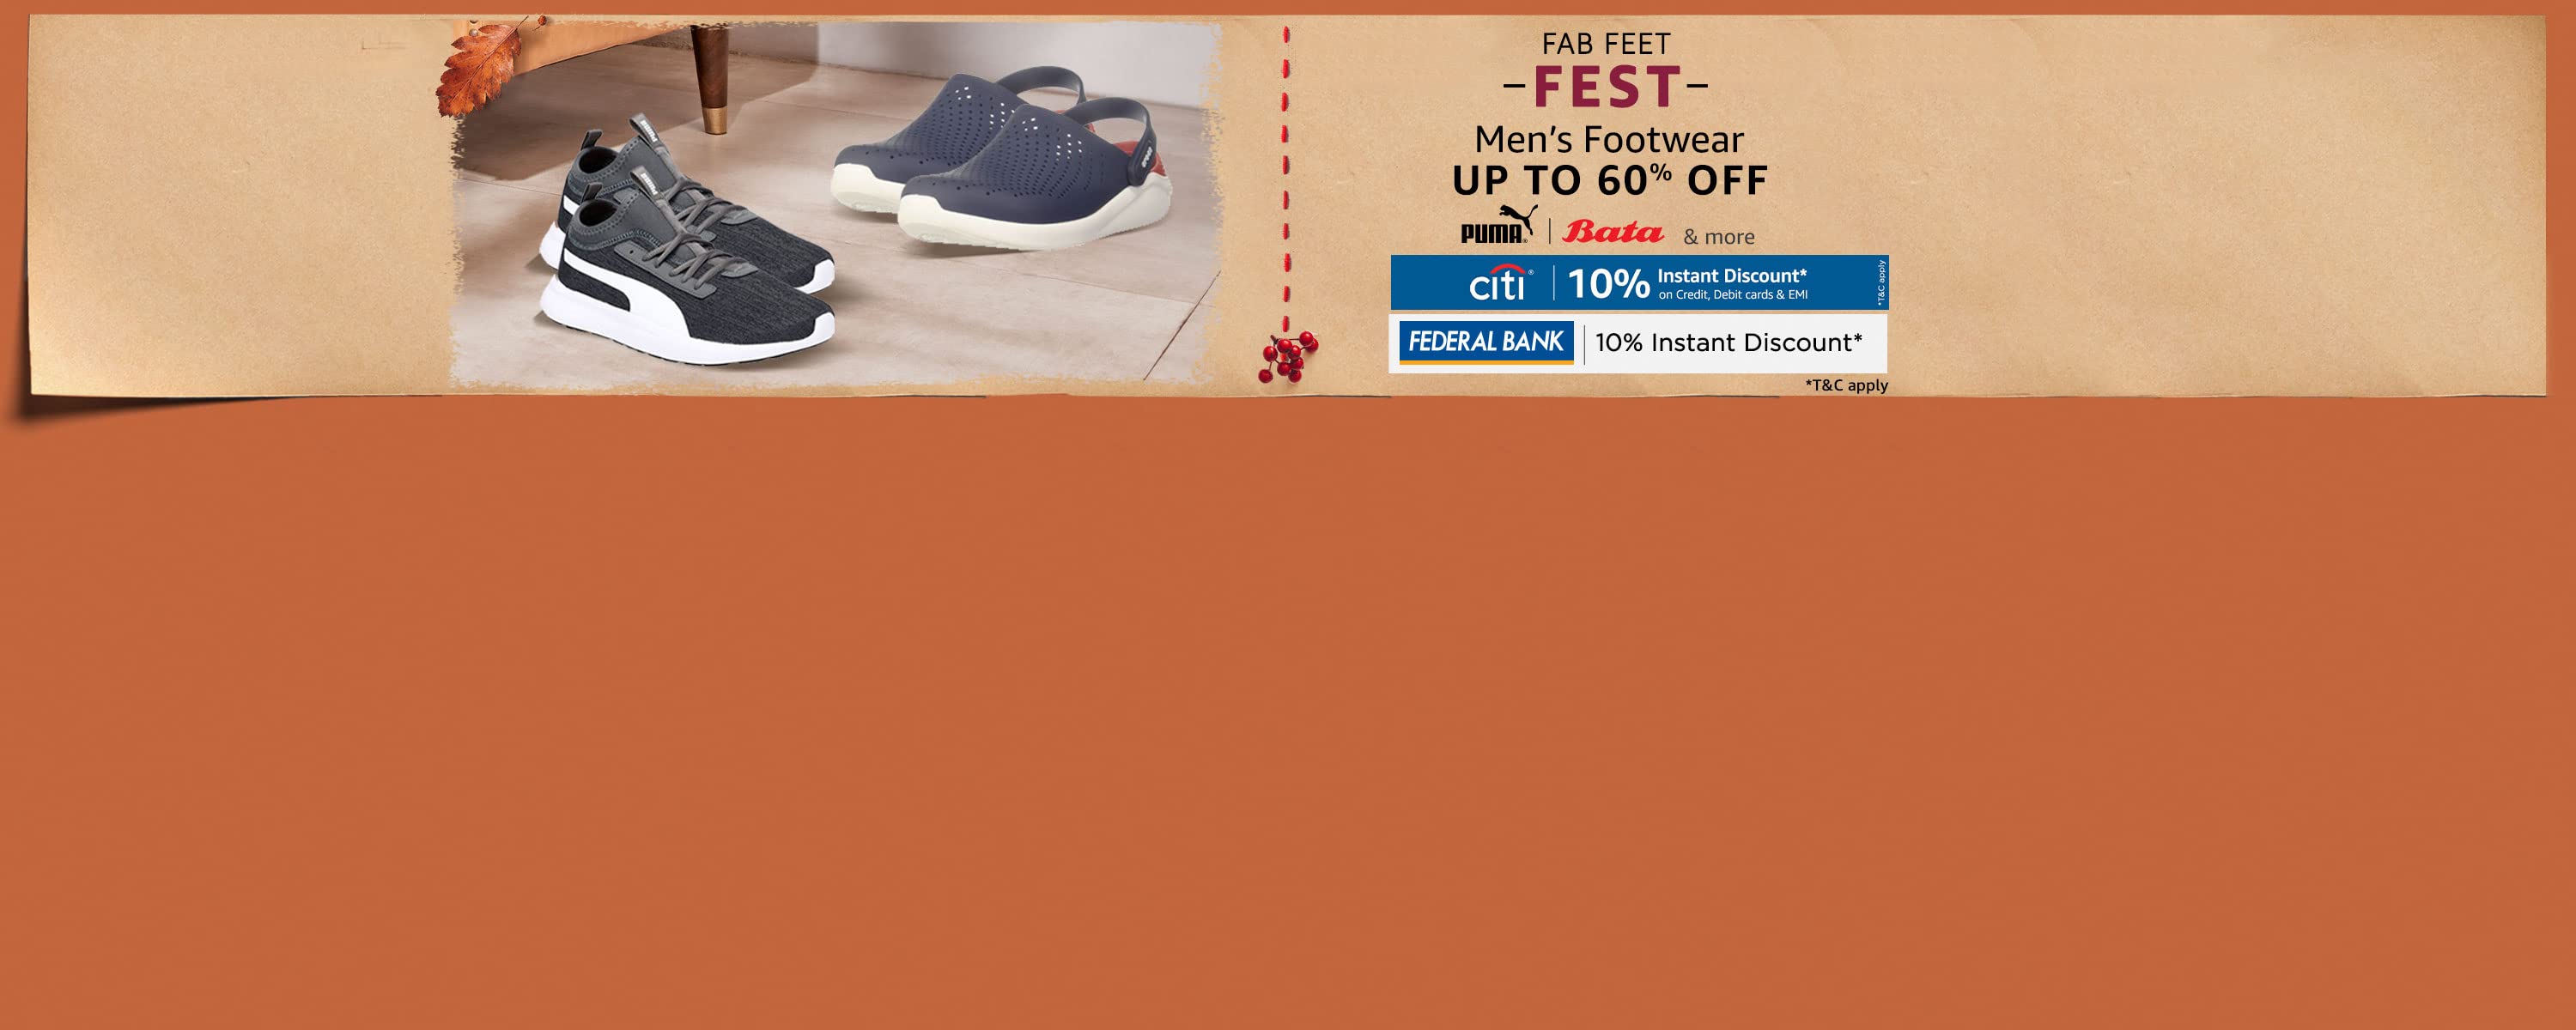 FAB FEET
-FEST-
Men's Footwear
UP TO 60% OFF
PUMA | Bata & more
citi | 10% Instant Discount*
on Credit, Debit cards & EMI
*T&C apply
FEDERAL BANK | 10% Instant Discount*
*T&C apply